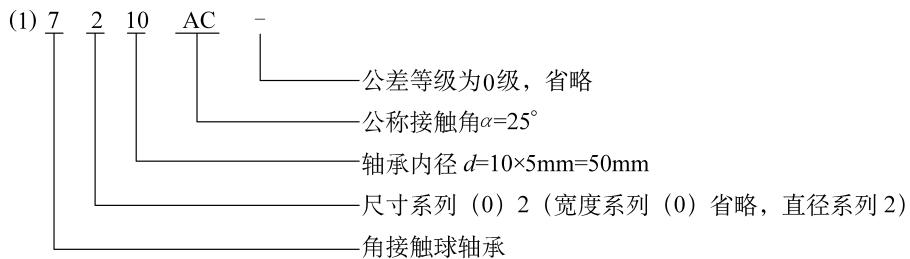 (1) 7 2 10 AC -
公差等级为0级，省略
公称接触角α=25°
轴承内径 d=10×5mm=50mm
尺寸系列（0）2（宽度系列（0）省略，直径系列 2）
角接触球轴承